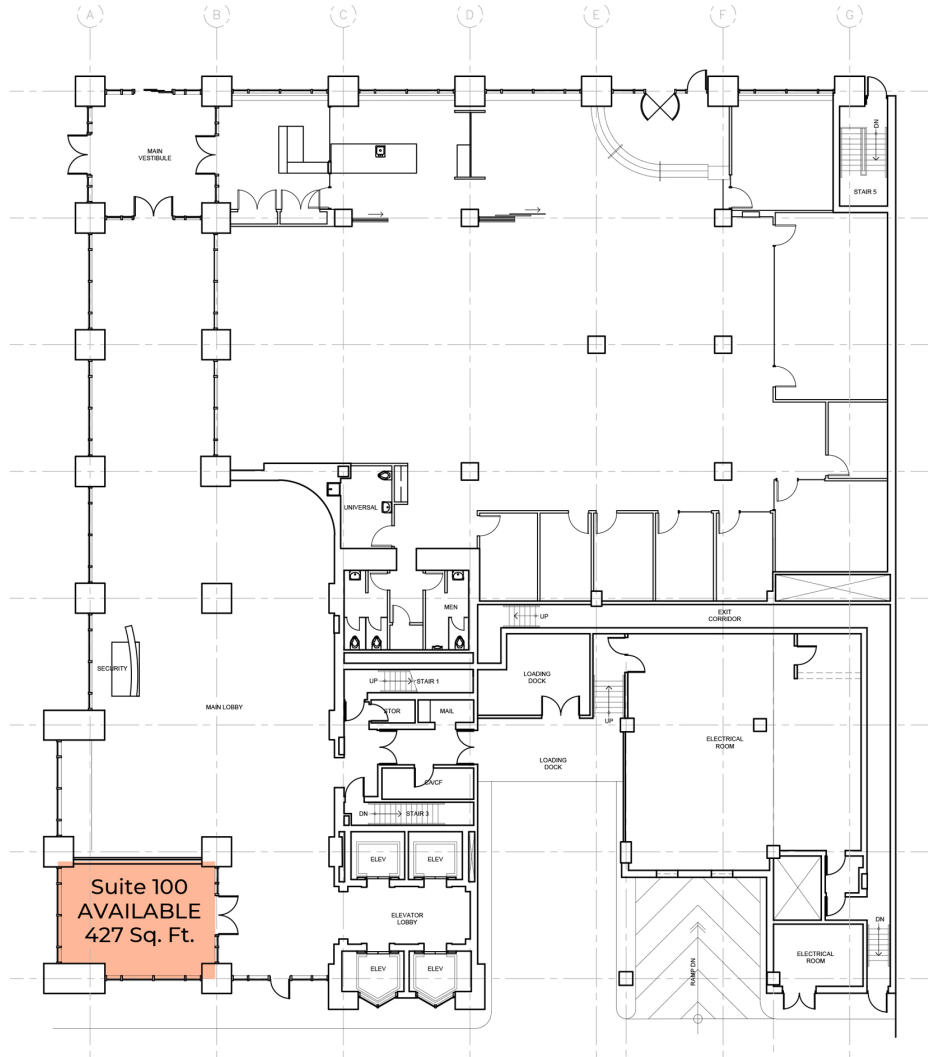 A B C D E F G
MAIN
VESTIBULE
DN
STAIR 5
UNIVERSAL
MEN
UP
EXIT
CORRIDOR
SECURITY
UP
STAIR 1
LOADING
DOCK
MAIN LOBBY
STOR
MAIL
UP
ELECTRICAL
ROOM
LOADING
DOCK
CA/CF
DN
STAIR 3
ELEV
ELEV
Suite 100
AVAILABLE
427 Sq. Ft.
ELEVATOR
LOBBY
DN
ELEV
ELEV
RAMP DN
ELECTRICAL
ROOM